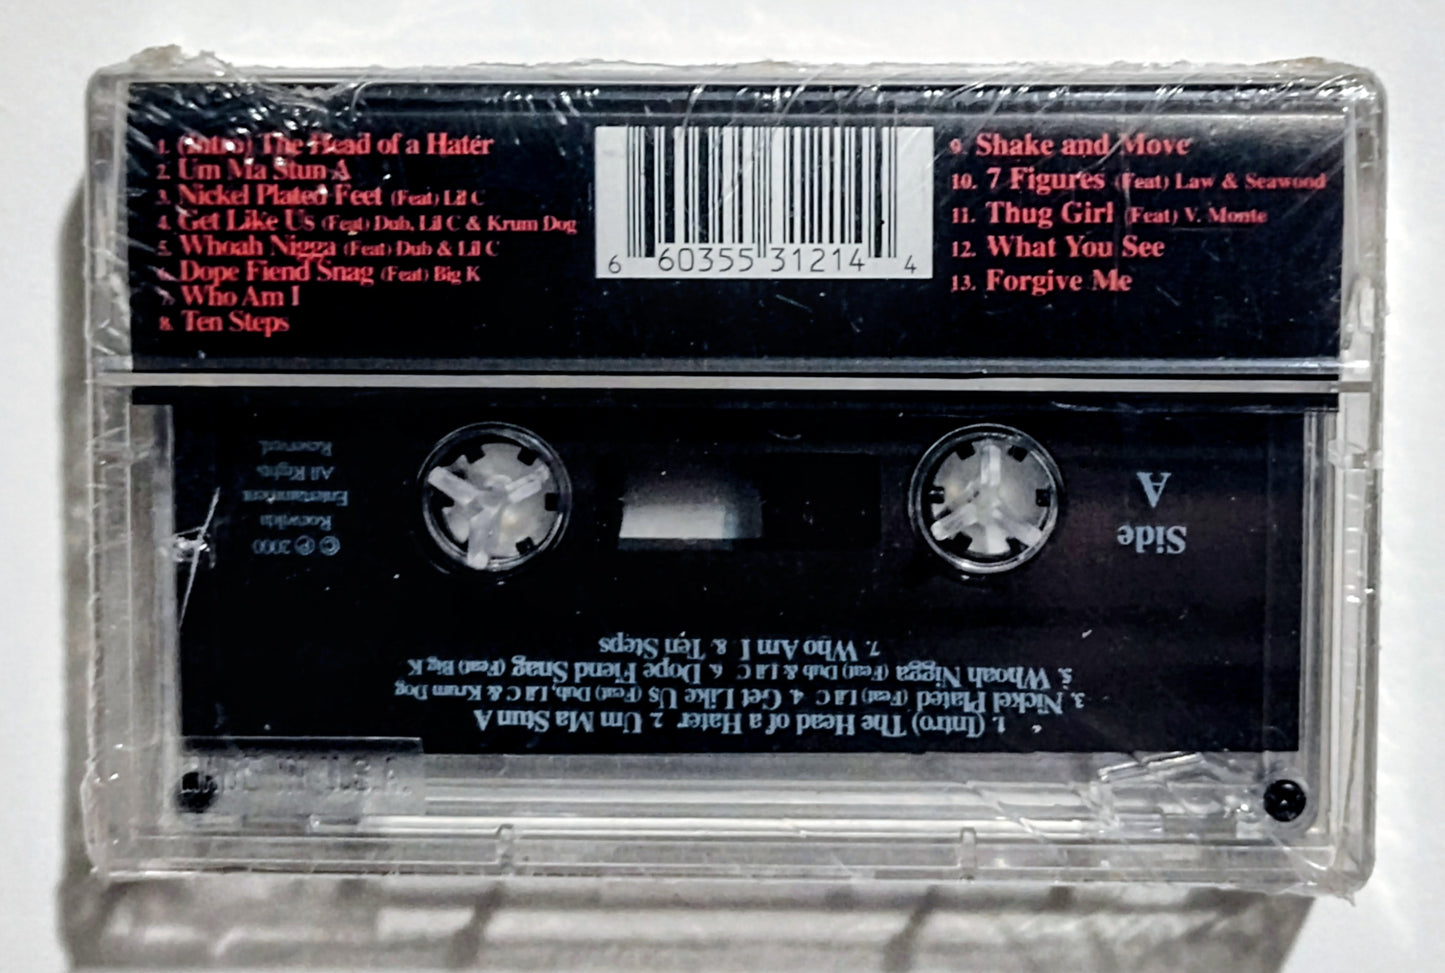 1. (Intro) The Head of a Hater
2. Um Ma Stun A
3. Nickel Plated Feet (Feat) Lil C
4. Get Like Us (Feat) Dub, Lil C & Krum Dog
5. Whoah Nigga (Feat) Dub & Lil C
6. Dope Fiend Snag (Feat) Big K
7. Who Am I
8. Ten Steps
6 60355 31214 4
9. Shake and Move
10. 7 Figures (Feat) Law & Seawood
11. Thug Girl (Feat) V. Monte
12. What You See
13. Forgive Me
Side
A
© ℗ 2000
Rocwilda
Entertainment
All Rights
Reserved.
1. (Intro) The Head of a Hater 2. Um Ma Stun A
3. Nickel Plated (Feat) Lil C 4. Get Like Us (Feat) Dub, Lil C & Krum Dog
5. Whoah Nigga (Feat) Dub & Lil C 6. Dope Fiend Snag (Feat) Big K
7. Who Am I 8. Ten Steps
MADE IN U.S.A.